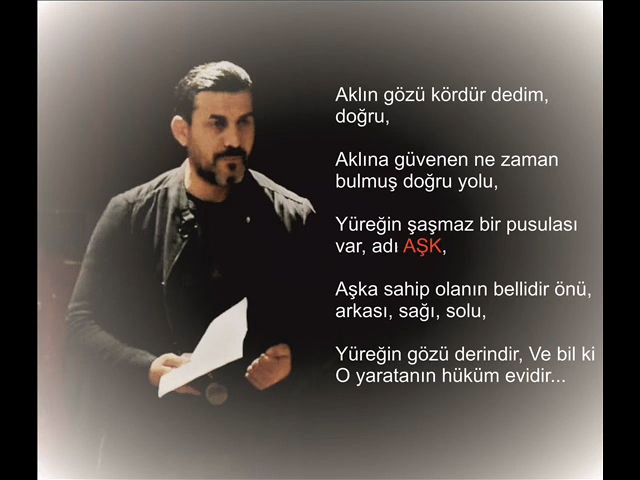 Aklın gözü kördür dedim,
doğru,
Aklına güvenen ne zaman
bulmuş doğru yolu,
Yüreğin şaşmaz bir pusulası
var, adı AŞK,
Aşka sahip olanın bellidir önü,
arkası, sağı, solu,
Yüreğin gözü derindir, Ve bil ki
O yaratanın hüküm evidir...